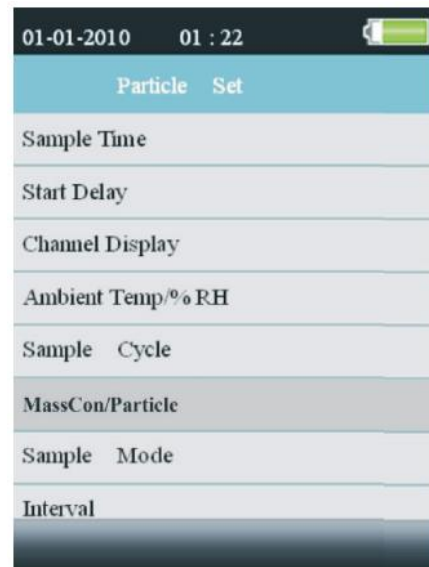 01-01-2010 01 : 22
Particle Set
Sample Time
Start Delay
Channel Display
Ambient Temp/% RH
Sample Cycle
MassCon/Particle
Sample Mode
Interval